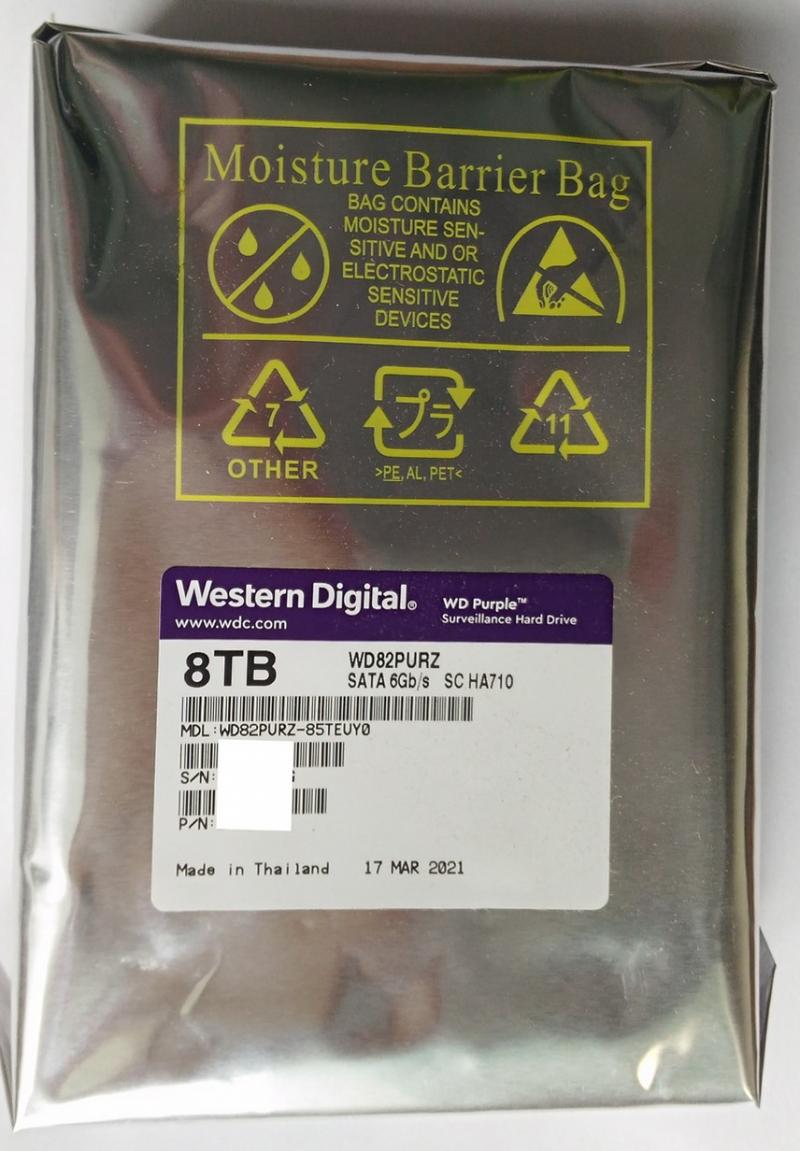 Moisture Barrier Bag
BAG CONTAINS
MOISTURE SEN-
SITIVE AND OR
ELECTROSTATIC
SENSITIVE
DEVICES
7
OTHER
プラ
>PE, AL, PET<
11
Western Digital®
www.wdc.com
WD Purple™
Surveillance Hard Drive
8TB
WD82PURZ
SATA 6Gb/s SC HA710
MDL:WD82PURZ-85TEUY0
S/N:
P/N:
Made in Thailand 17 MAR 2021